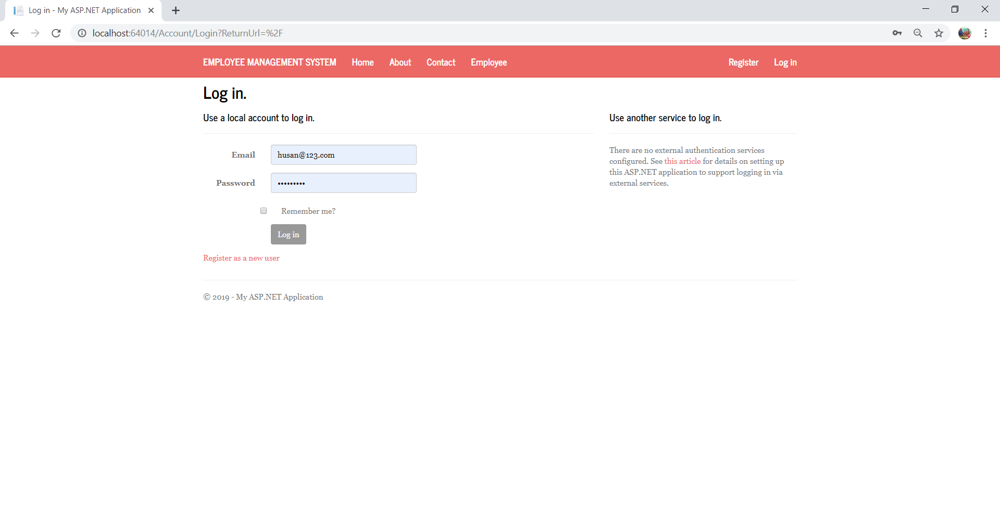 Log in - My ASP.NET Application
localhost:64014/Account/Login?ReturnUrl=%2F
EMPLOYEE MANAGEMENT SYSTEM Home About Contact Employee Register Log in
Log in.
Use a local account to log in.
Email husan@123.com
Password •••••••••
Remember me?
Log in
Register as a new user
Use another service to log in.
There are no external authentication services
configured. See this article for details on setting up
this ASP.NET application to support logging in via
external services.
© 2019 - My ASP.NET Application